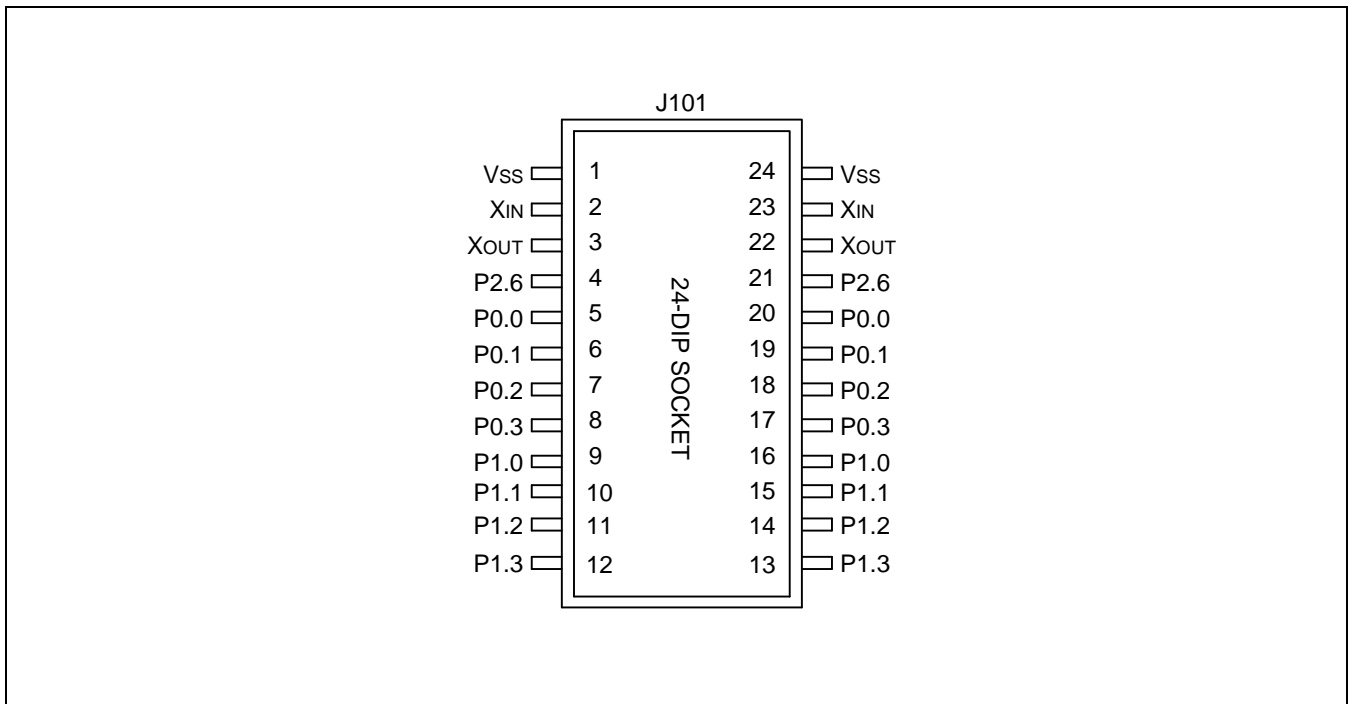 J101
VSS 1 24 VSS
XIN 2 23 XIN
XOUT 3 22 XOUT
P2.6 4 21 P2.6
P0.0 5 20 P0.0
P0.1 6 19 P0.1
P0.2 7 18 P0.2
P0.3 8 17 P0.3
P1.0 9 16 P1.0
P1.1 10 15 P1.1
P1.2 11 14 P1.2
P1.3 12 13 P1.3
24-DIP SOCKET